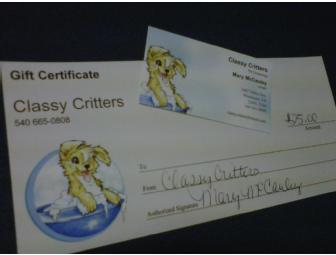 Gift Certificate
Classy Critters
540 665-0808
Classy Critters
Mary McCauley
$25.00
Amount
To
From Classy Critters
Authorized Signature Mary McCauley